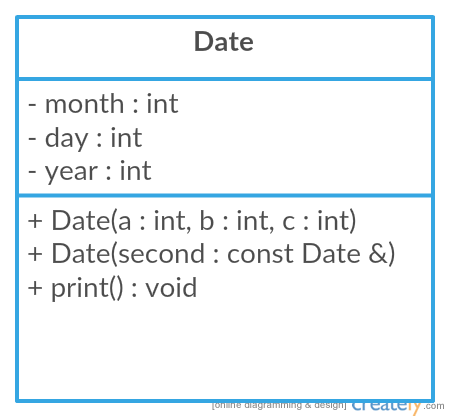 Date
- month : int
- day : int
- year : int
+ Date(a : int, b : int, c : int)
+ Date(second : const Date &)
+ print() : void
[online diagramming & design] creately.com